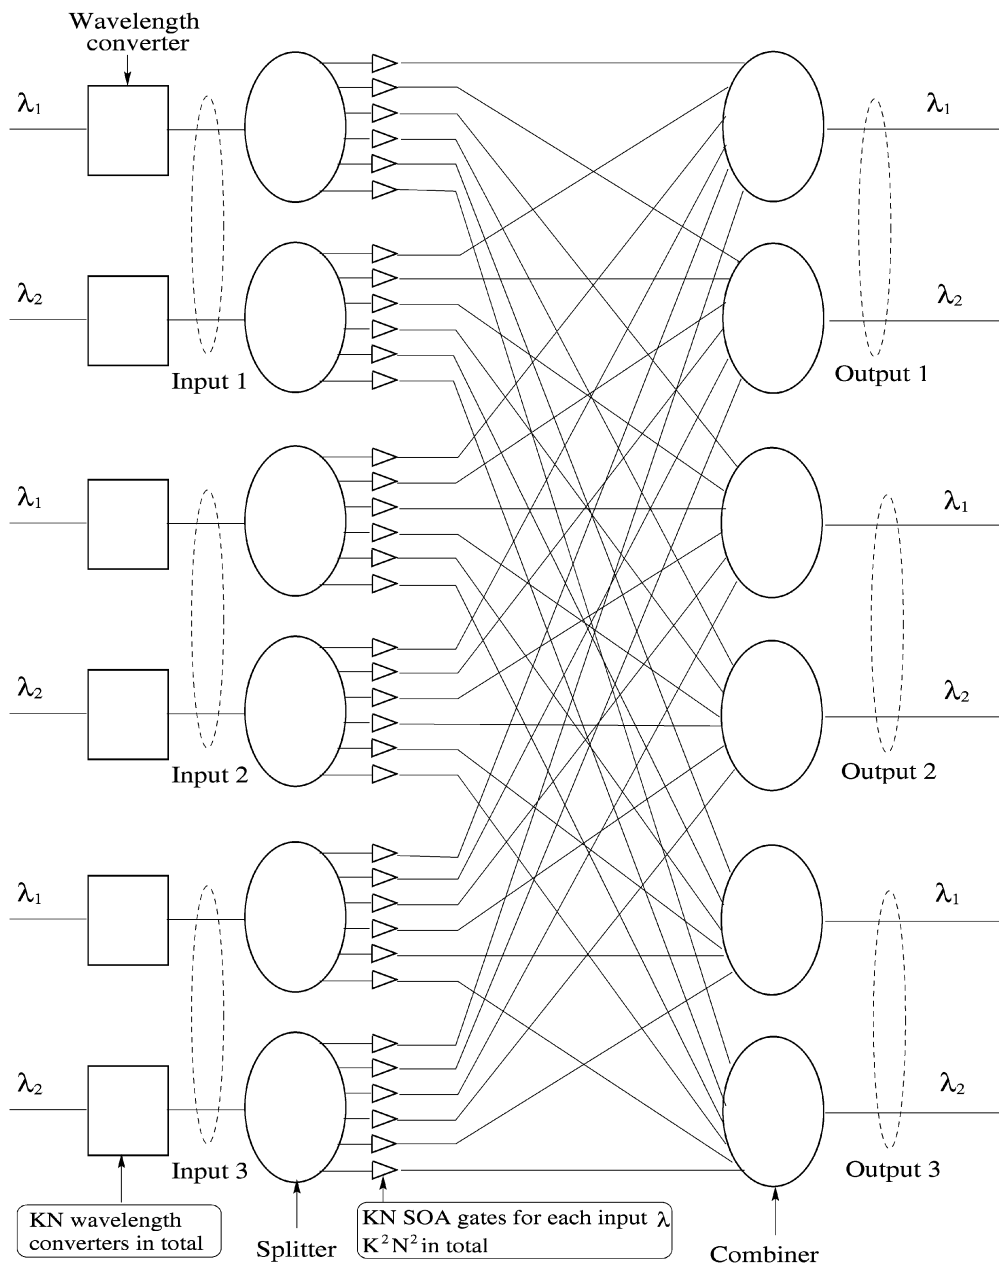 Wavelength
converter
λ1
λ1
λ2
λ2
Input 1
Output 1
λ1
λ1
λ2
λ2
Input 2
Output 2
λ1
λ1
λ2
λ2
Input 3
Output 3
KN wavelength
converters in total
Splitter
KN SOA gates for each input λ
K²N² in total
Combiner